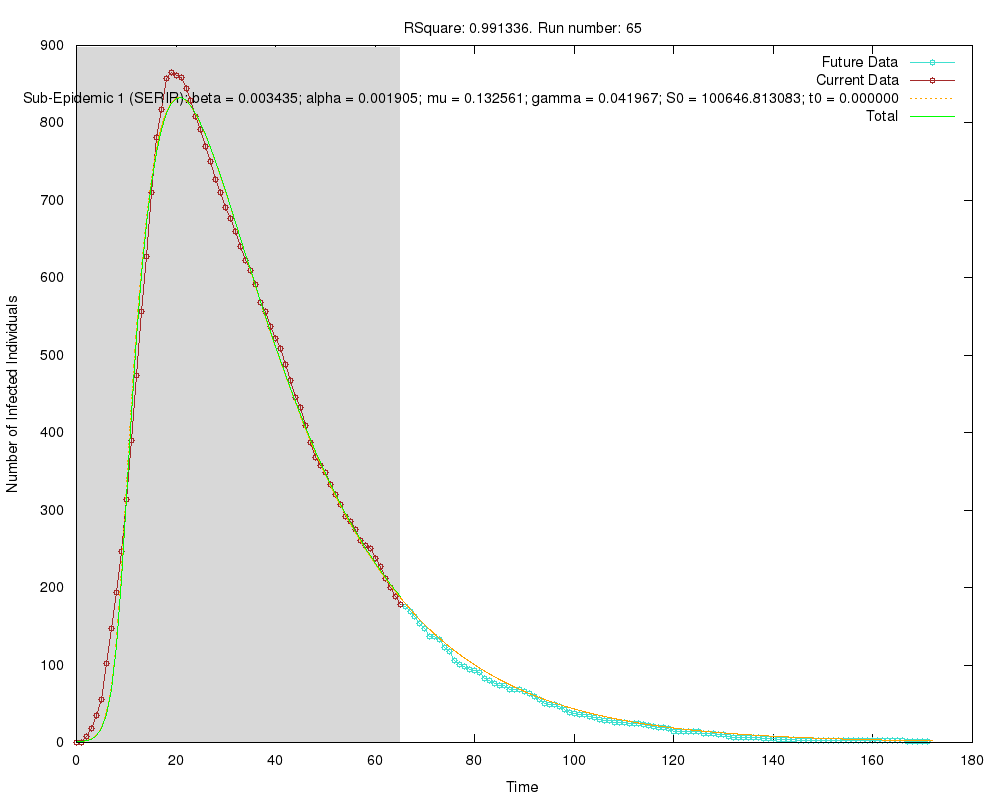 RSquare: 0.991336. Run number: 65
Future Data
Current Data
Sub-Epidemic 1 (SERIR) beta = 0.003435; alpha = 0.001905; mu = 0.132561; gamma = 0.041967; S0 = 100646.813083; t0 = 0.000000
Total
900
800
700
600
500
400
300
200
100
0
Number of Infected Individuals
0 20 40 60 80 100 120 140 160 180
Time